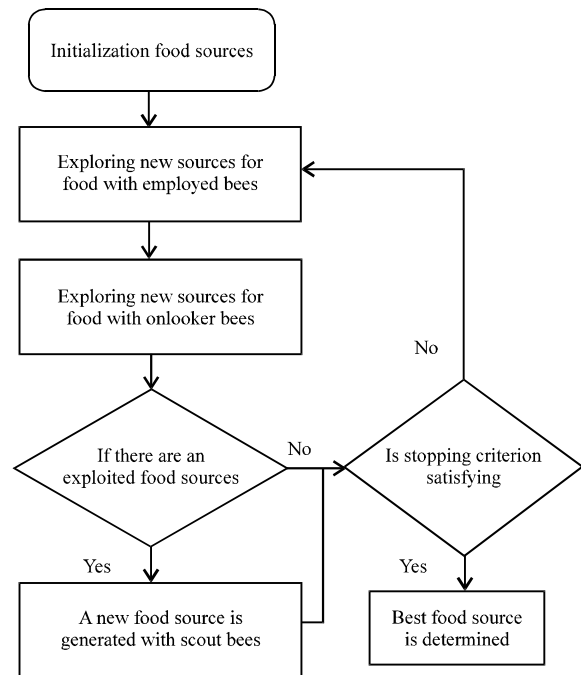 Initialization food sources
Exploring new sources for
food with employed bees
Exploring new sources for
food with onlooker bees
No
If there are an
exploited food sources
No
Is stopping criterion
satisfying
Yes
Yes
A new food source is
generated with scout bees
Best food source
is determined